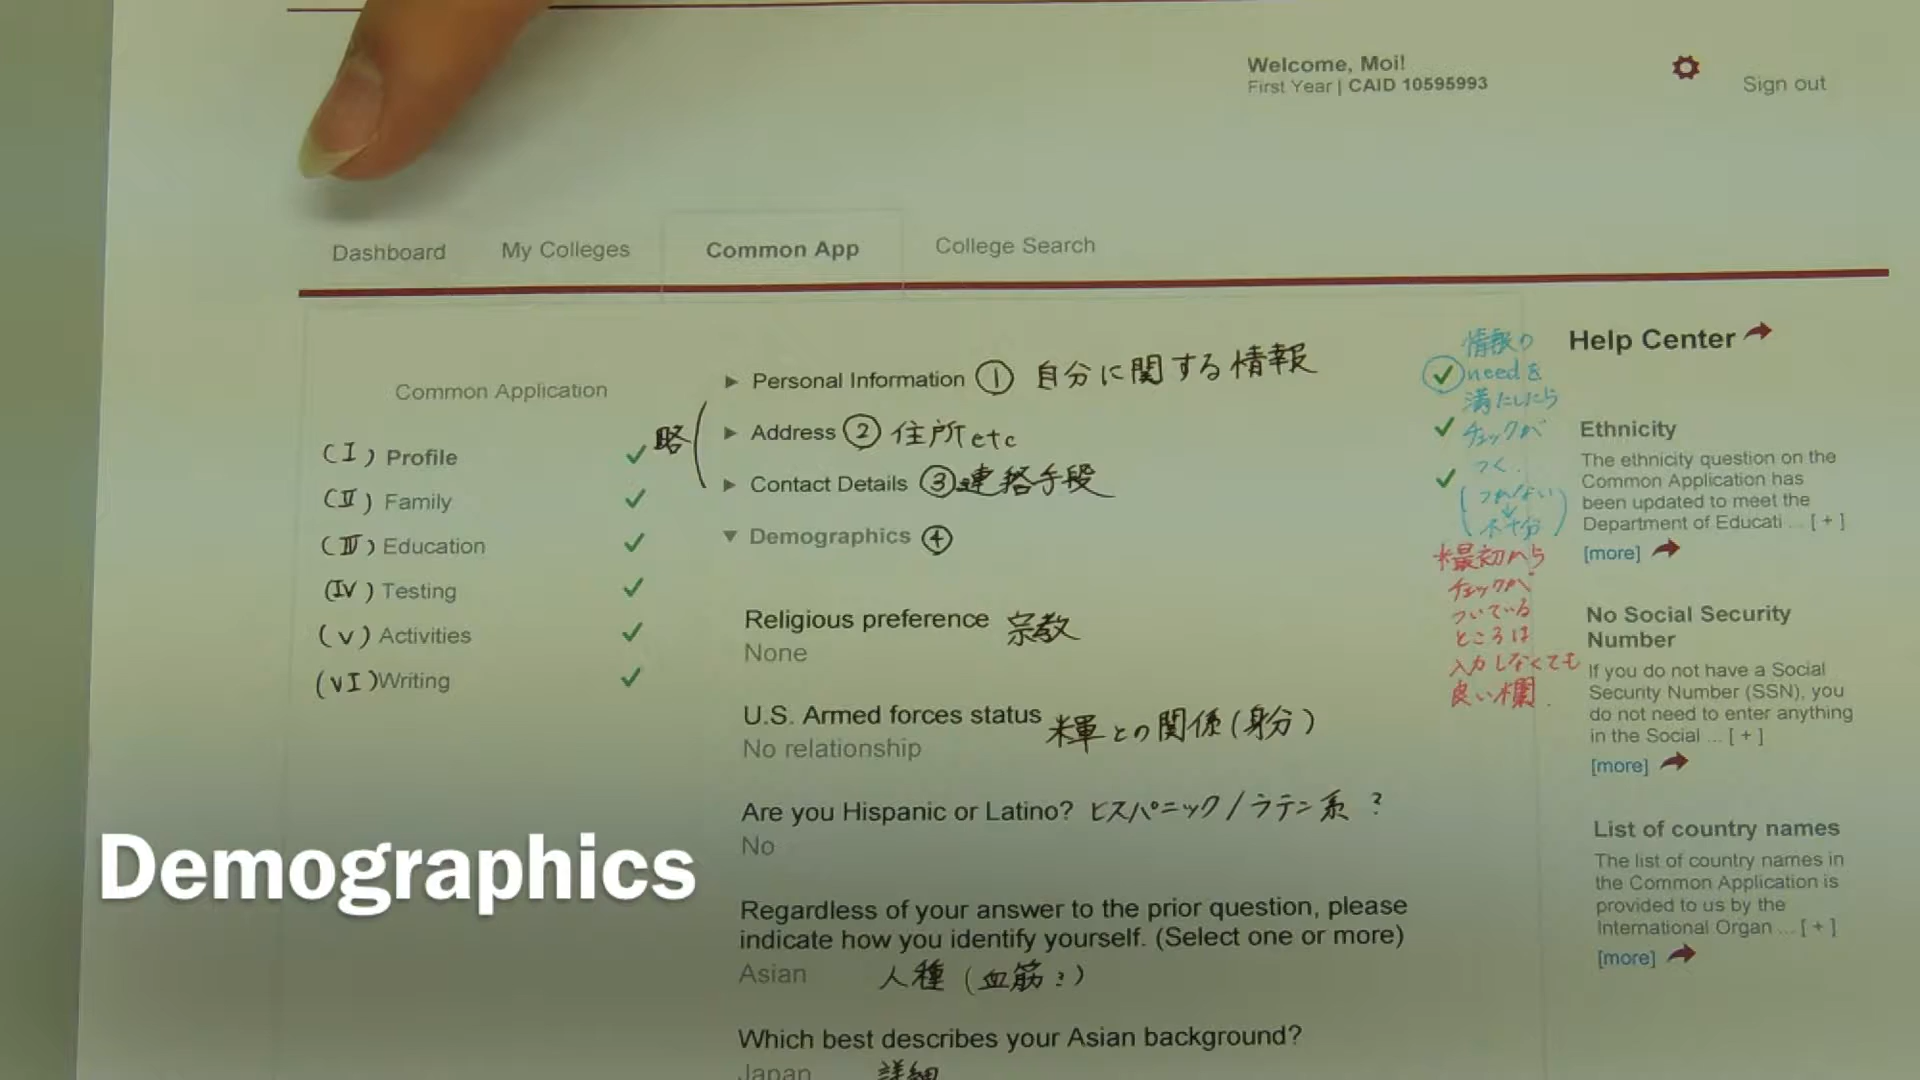 Welcome, Moi!
First Year | CAID 10595993
Sign out
Dashboard
My Colleges
Common App
College Search
Common Application
(I) Profile
(II) Family
(III) Education
(IV) Testing
(V) Activities
(VI) Writing
略
Personal Information ① 自分に関する情報
Address ② 住所etc
Contact Details ③ 連絡手段
Demographics ④
Religious preference 宗教
None
U.S. Armed forces status 米軍との関係(身分)
No relationship
Are you Hispanic or Latino? ヒスパニック/ラテン系?
No
Regardless of your answer to the prior question, please
indicate how you identify yourself. (Select one or more)
Asian 人種(血筋?)
Which best describes your Asian background?
Japan 詳細
情報の
needを
満たしたら
チェックが
つく.
(つかない
↓
不十分)
*最初から
チェックが
ついている
ところは
入力しなくても
良い欄.
Help Center
Ethnicity
The ethnicity question on the
Common Application has
been updated to meet the
Department of Educati ... [ + ]
[more]
No Social Security
Number
If you do not have a Social
Security Number (SSN), you
do not need to enter anything
in the Social ... [ + ]
[more]
List of country names
The list of country names in
the Common Application is
provided to us by the
International Organ ... [ + ]
[more]
Demographics